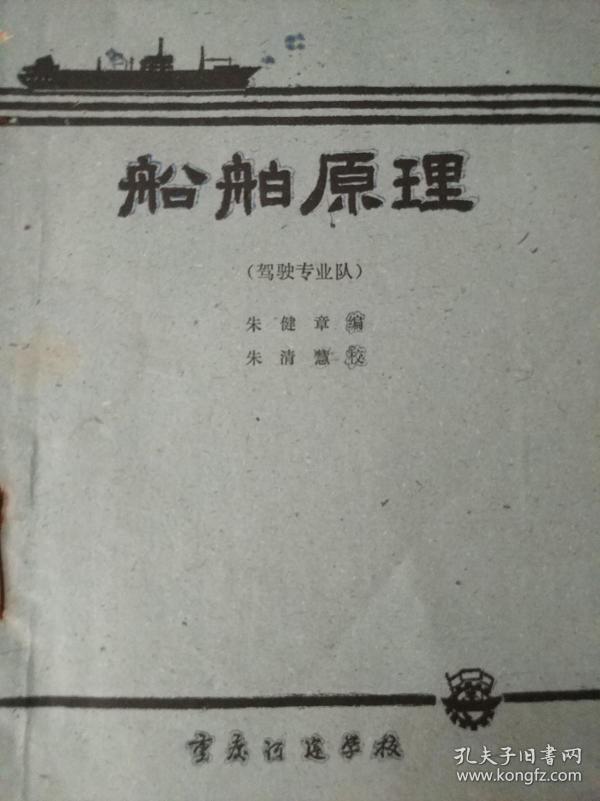 船舶原理
(驾驶专业队)
朱健章编
朱清慧校
重庆河运学校
孔夫子旧书网
www.kongfz.com